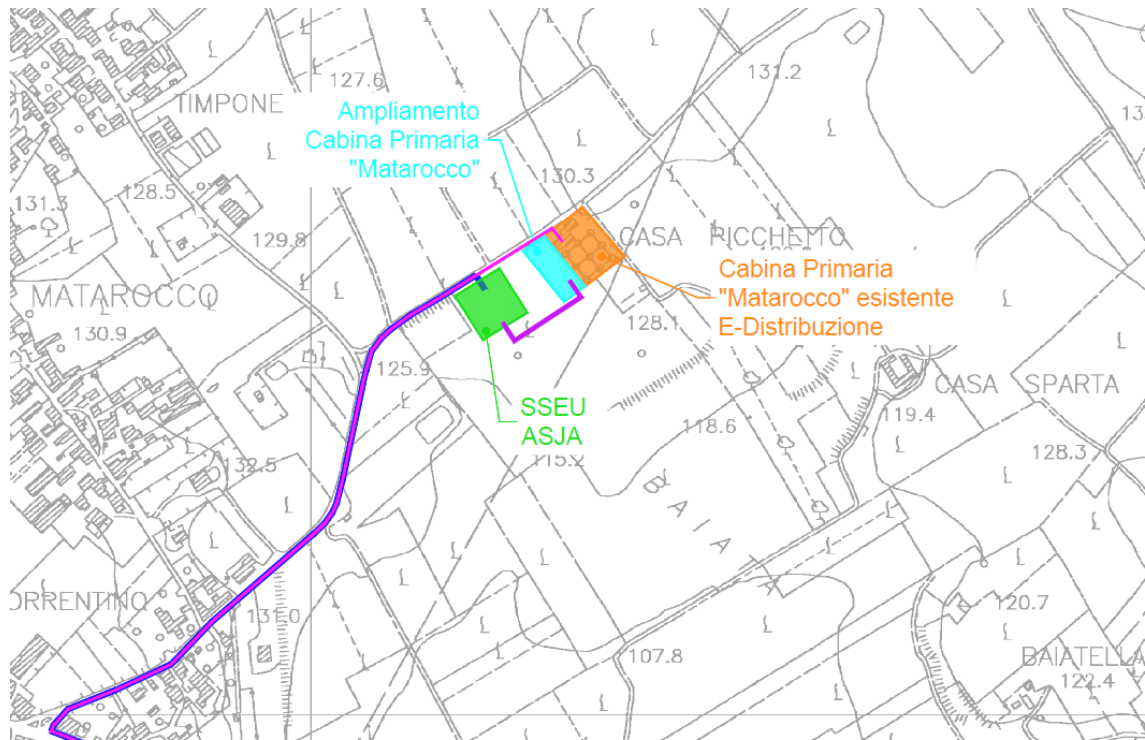 131.2
127.6
TIMPONE
Ampliamento
Cabina Primaria
"Matarocco"
128.5
130.3
131.3
129.8
CASA PICCHETTO
Cabina Primaria
"Matarocco" esistente
E-Distribuzione
MATAROCCO
130.9
128.1
125.9
CASA SPARTA
SSEU
ASJA
119.4
118.6
115.2
128.3
132.5
BAIATA
ORRENTINO
131.0
120.7
107.8
BAIATELLA
122.4